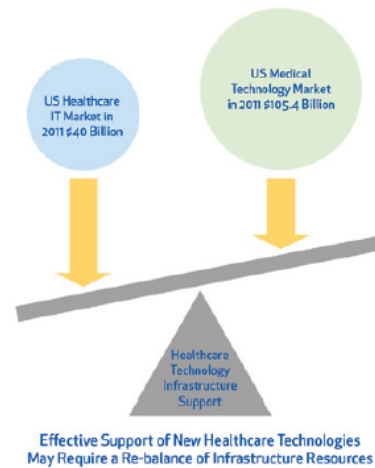 US Healthcare
IT Market in
2011 $40 Billion
US Medical
Technology Market
in 2011 $105.4 Billion
Healthcare
Technology
Infrastructure
Support
Effective Support of New Healthcare Technologies
May Require a Re-balance of Infrastructure Resources